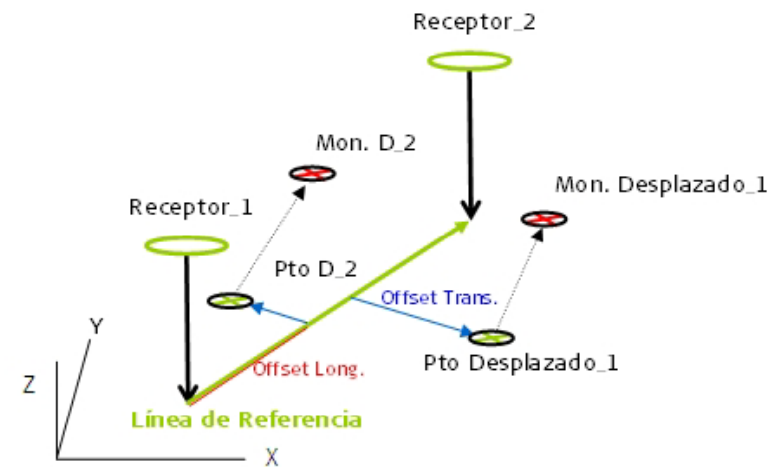 Receptor_2
Mon. D_2
Mon. Desplazado_1
Receptor_1
Pto D_2
Offset Trans.
Y
Pto Desplazado_1
Offset Long.
Z
Línea de Referencia
X